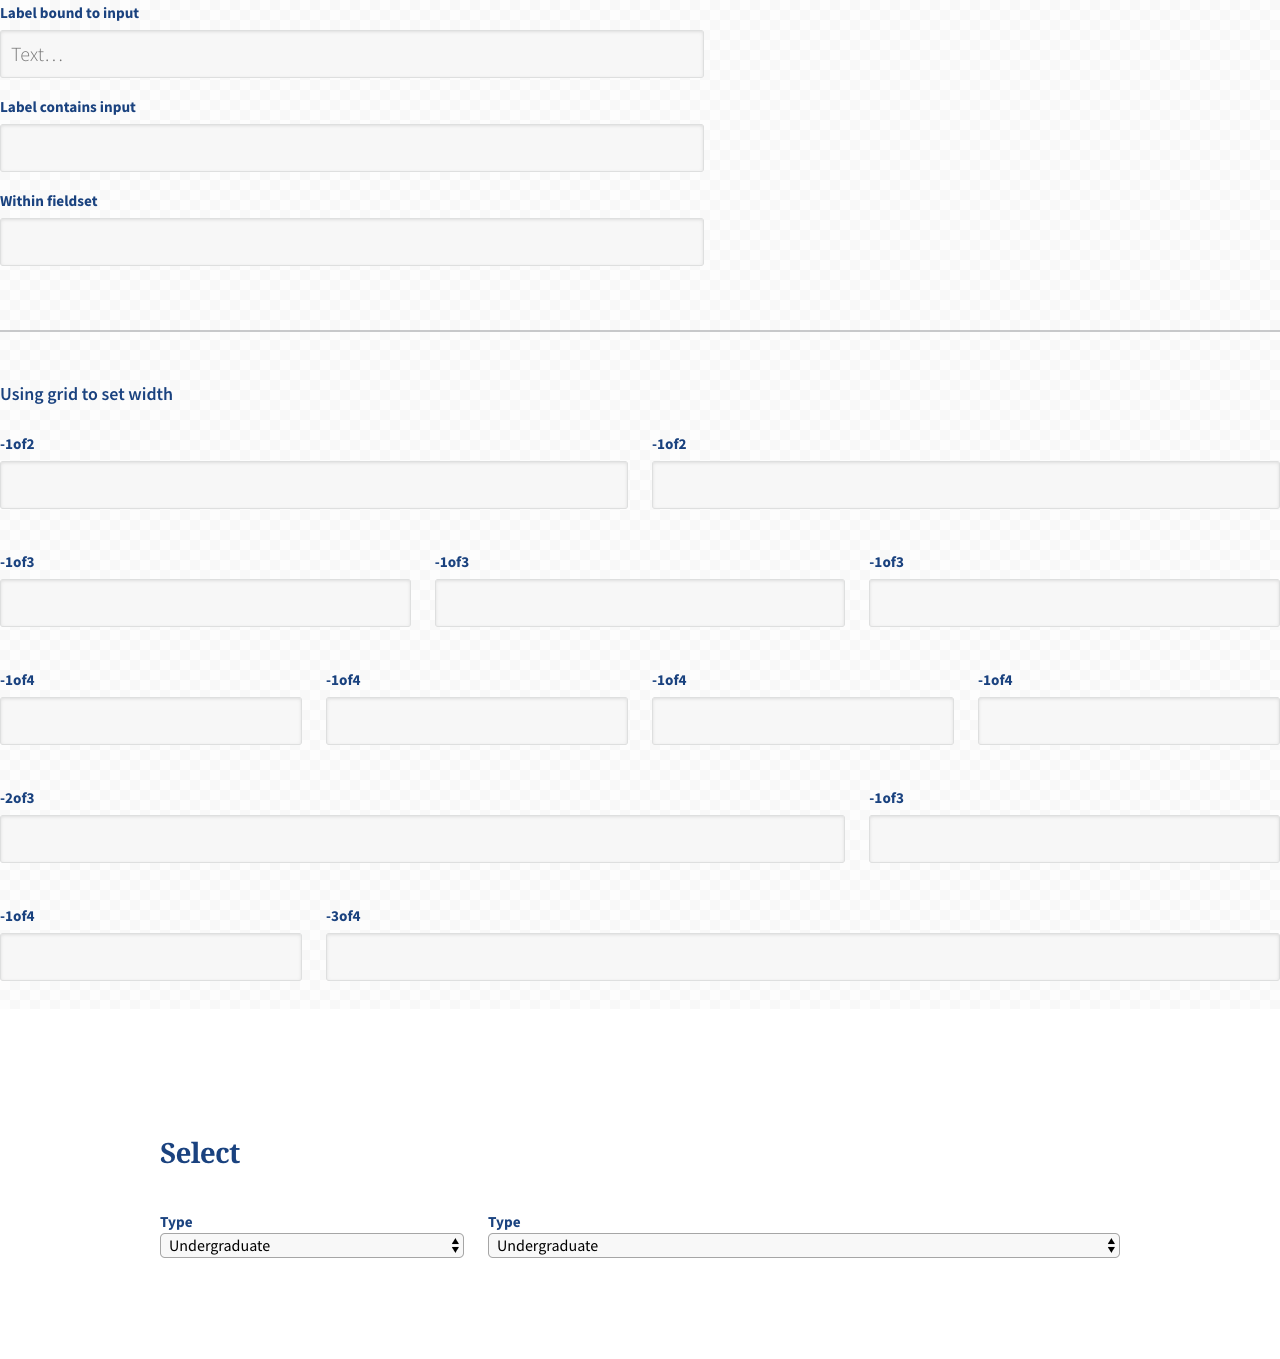 Label bound to input
Text…
Label contains input
Within fieldset
Using grid to set width
-1of2 -1of2
-1of3 -1of3 -1of3
-1of4 -1of4 -1of4 -1of4
-2of3 -1of3
-1of4 -3of4
Select
Type Type
Undergraduate Undergraduate